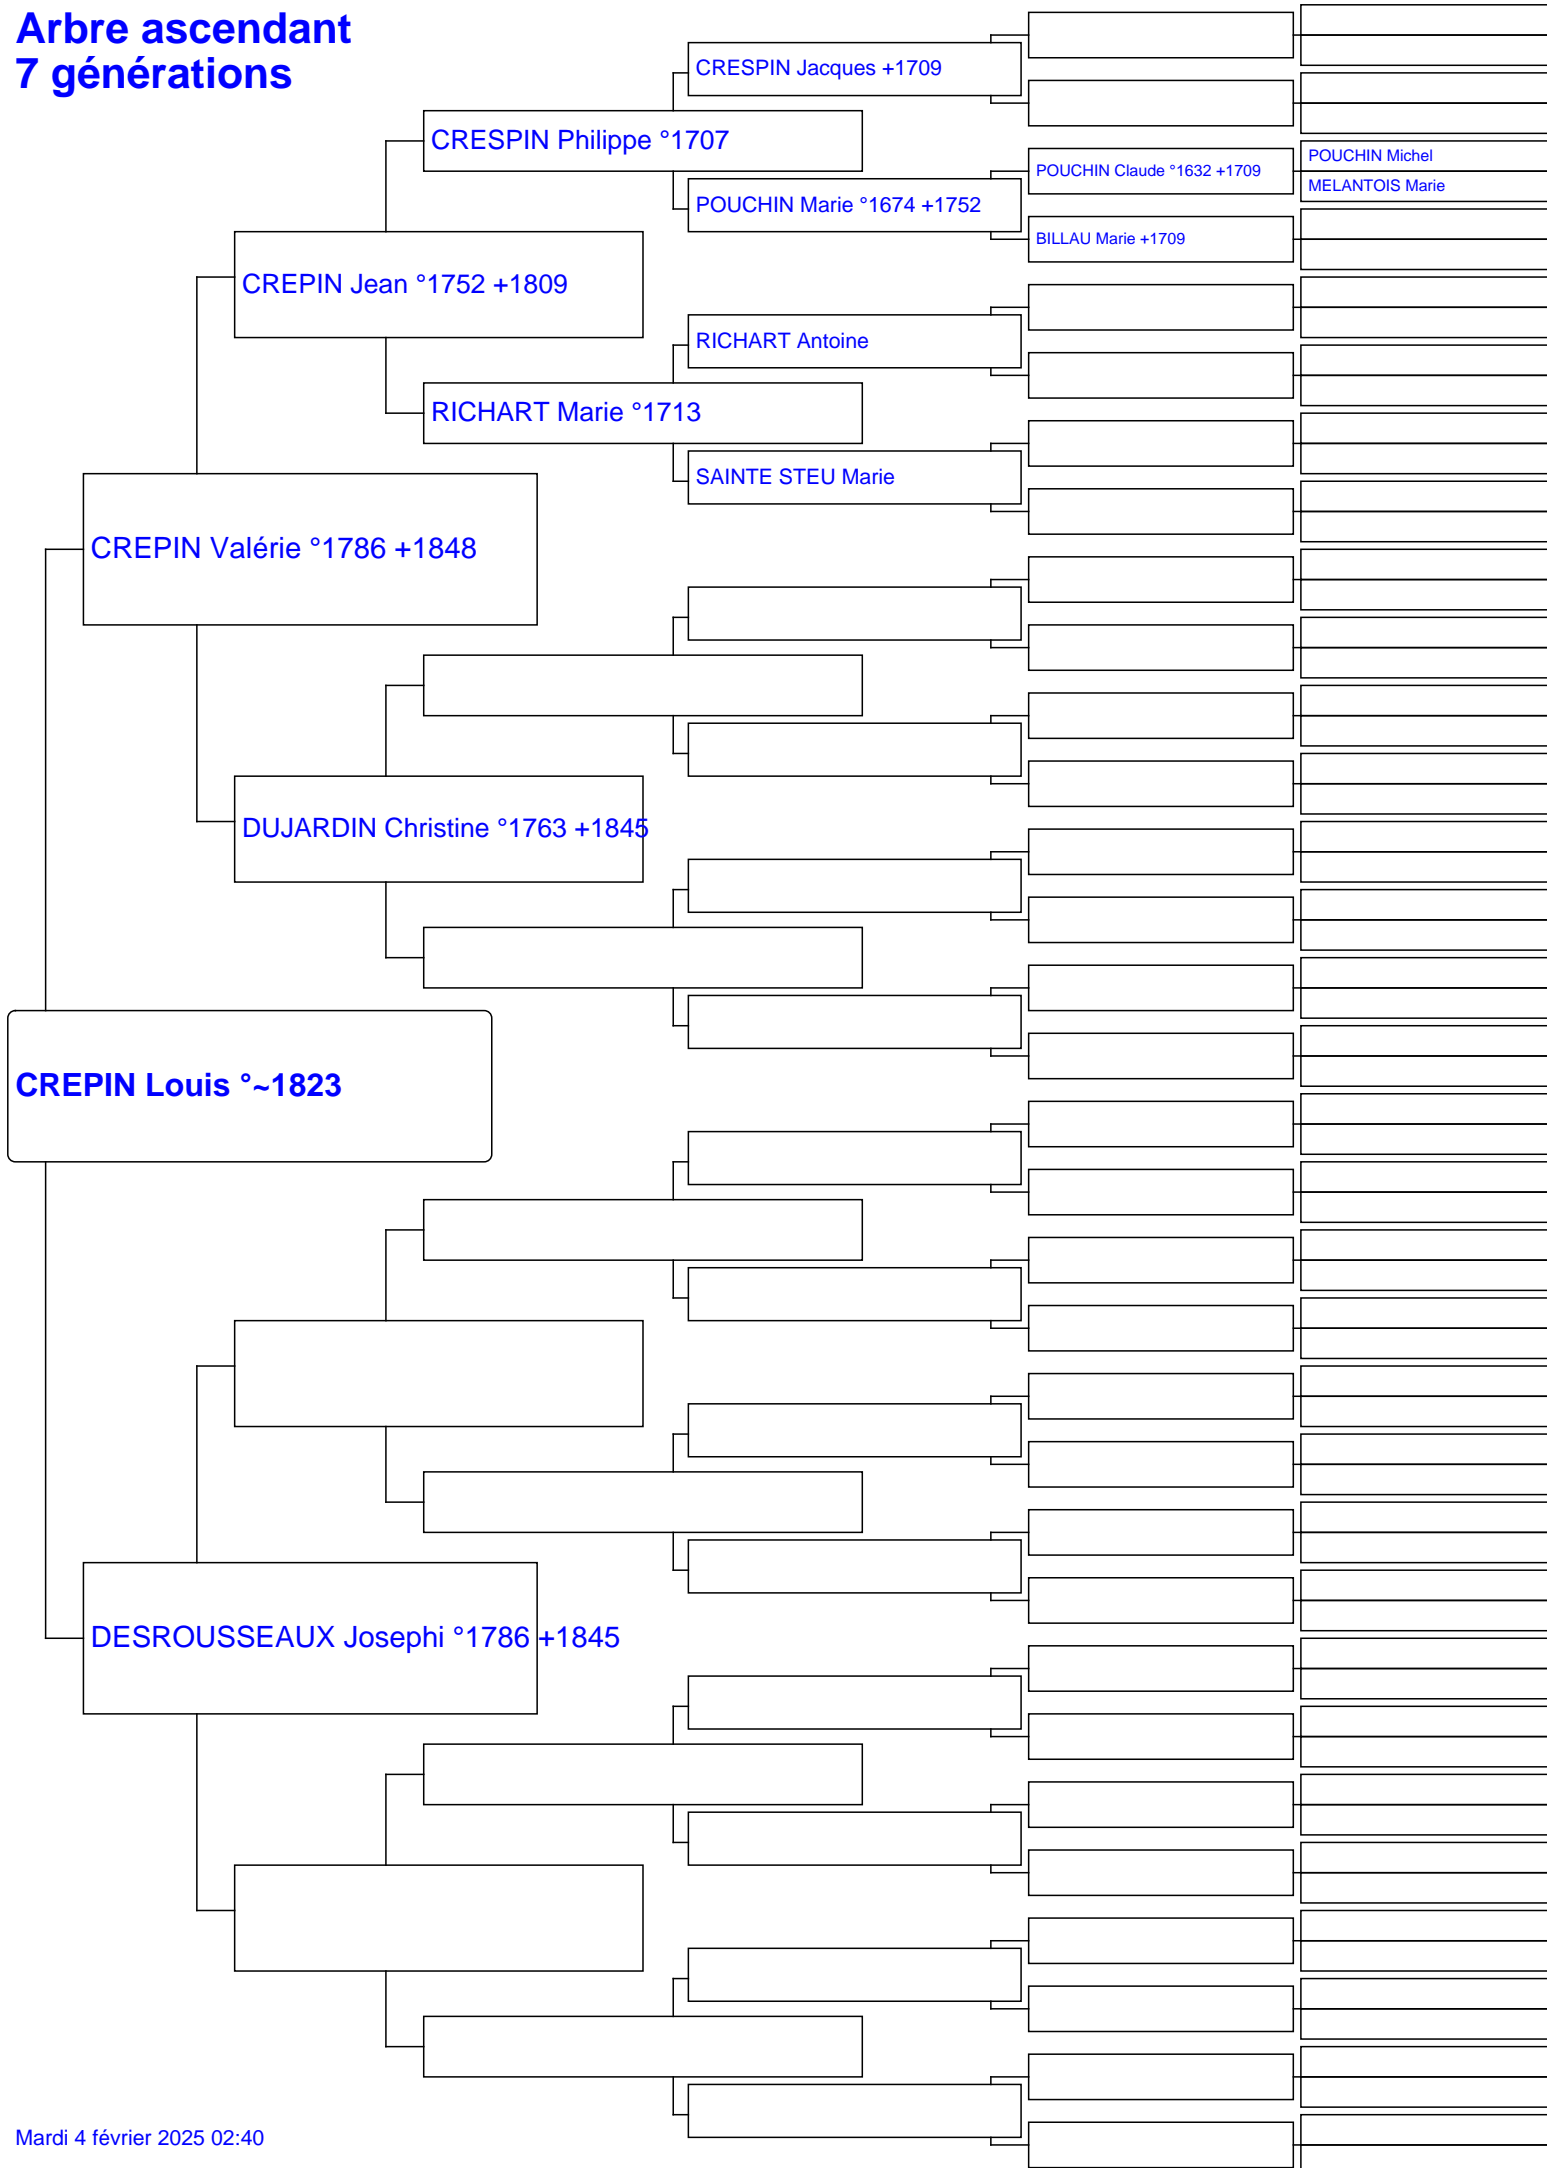 Arbre ascendant
7 générations
CRESPIN Jacques +1709
CRESPIN Philippe °1707
POUCHIN Michel
POUCHIN Claude °1632 +1709
MELANTOIS Marie
POUCHIN Marie °1674 +1752
BILLAU Marie +1709
CREPIN Jean °1752 +1809
RICHART Antoine
RICHART Marie °1713
SAINTE STEU Marie
CREPIN Valérie °1786 +1848
DUJARDIN Christine °1763 +1845
CREPIN Louis °~1823
DESROUSSEAUX Josephi °1786 +1845
Mardi 4 février 2025 02:40